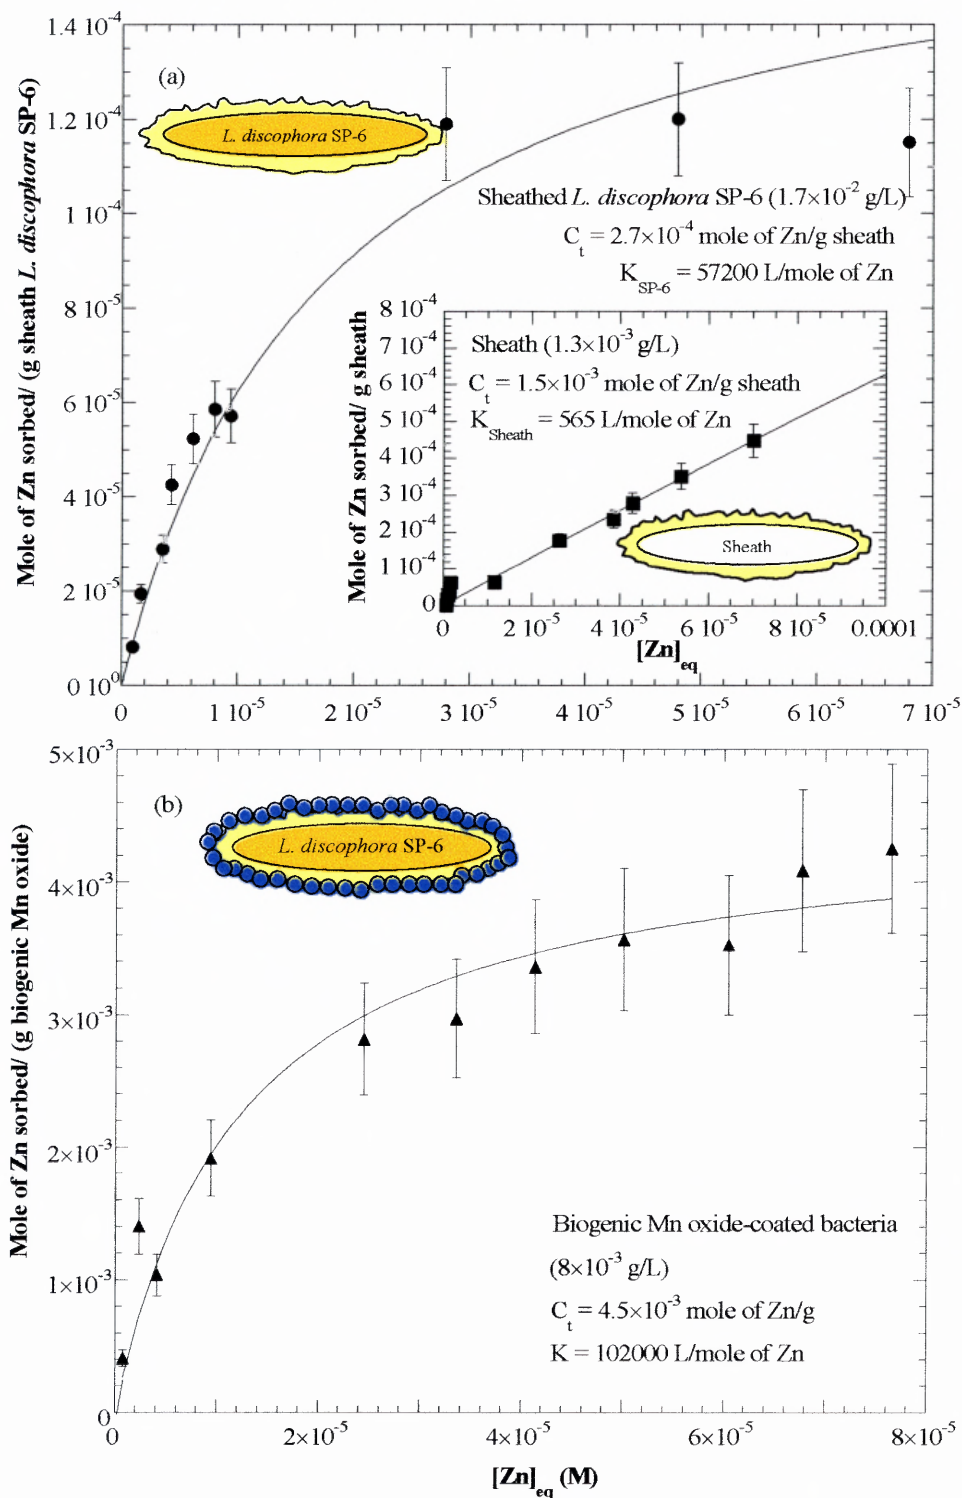 Mole of Zn sorbed/ (g sheath L. discophora SP-6)
1.4 10⁻⁴
1.2 10⁻⁴
1 10⁻⁴
8 10⁻⁵
6 10⁻⁵
4 10⁻⁵
2 10⁻⁵
0 10⁰
(a)
L. discophora SP-6
Sheathed L. discophora SP-6 (1.7×10⁻² g/L)
Cₜ = 2.7×10⁻⁴ mole of Zn/g sheath
K_SP-6 = 57200 L/mole of Zn
Mole of Zn sorbed/ g sheath
8 10⁻⁴
7 10⁻⁴
6 10⁻⁴
5 10⁻⁴
4 10⁻⁴
3 10⁻⁴
2 10⁻⁴
1 10⁻⁴
0
Sheath (1.3×10⁻³ g/L)
Cₜ = 1.5×10⁻³ mole of Zn/g sheath
K_Sheath = 565 L/mole of Zn
Sheath
0 2 10⁻⁵ 4 10⁻⁵ 6 10⁻⁵ 8 10⁻⁵ 0.0001
[Zn]eq
0 1 10⁻⁵ 2 10⁻⁵ 3 10⁻⁵ 4 10⁻⁵ 5 10⁻⁵ 6 10⁻⁵ 7 10⁻⁵
Mole of Zn sorbed/ (g biogenic Mn oxide)
5×10⁻³
4×10⁻³
3×10⁻³
2×10⁻³
1×10⁻³
0
(b)
L. discophora SP-6
Biogenic Mn oxide-coated bacteria
(8×10⁻³ g/L)
Cₜ = 4.5×10⁻³ mole of Zn/g
K = 102000 L/mole of Zn
0 2×10⁻⁵ 4×10⁻⁵ 6×10⁻⁵ 8×10⁻⁵
[Zn]eq (M)